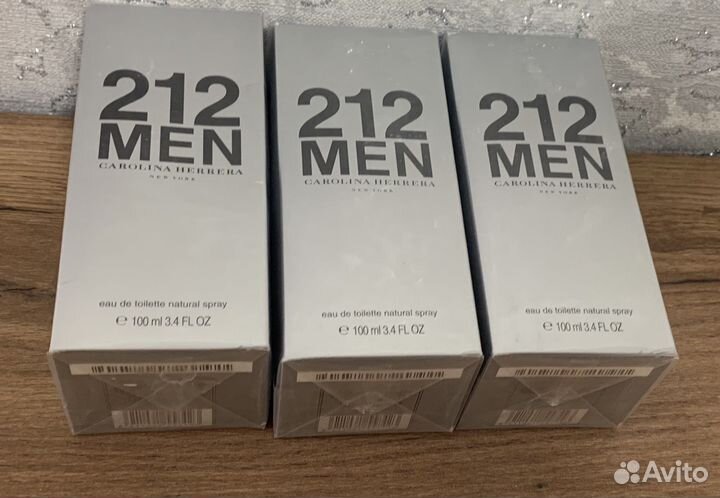 212
MEN
CAROLINA HERRERA
NEW YORK
eau de toilette natural spray
℮ 100 ml 3.4 FL OZ
212
MEN
CAROLINA HERRERA
NEW YORK
eau de toilette natural spray
℮ 100 ml 3.4 FL OZ
212
MEN
CAROLINA HERRERA
NEW YORK
eau de toilette natural spray
℮ 100 ml 3.4 FL OZ
Avito